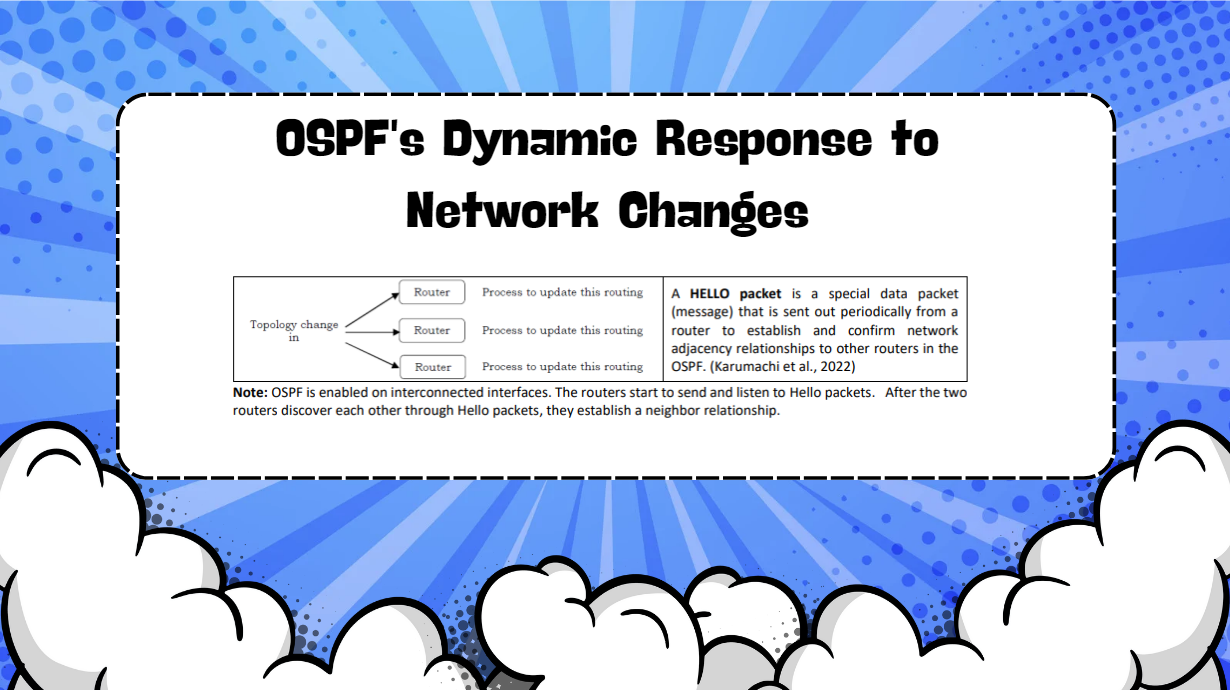 OSPF's Dynamic Response to
Network Changes
Topology change
in
Router
Process to update this routing
Router
Process to update this routing
Router
Process to update this routing
A HELLO packet is a special data packet
(message) that is sent out periodically from a
router to establish and confirm network
adjacency relationships to other routers in the
OSPF. (Karumachi et al., 2022)
Note: OSPF is enabled on interconnected interfaces. The routers start to send and listen to Hello packets. After the two
routers discover each other through Hello packets, they establish a neighbor relationship.